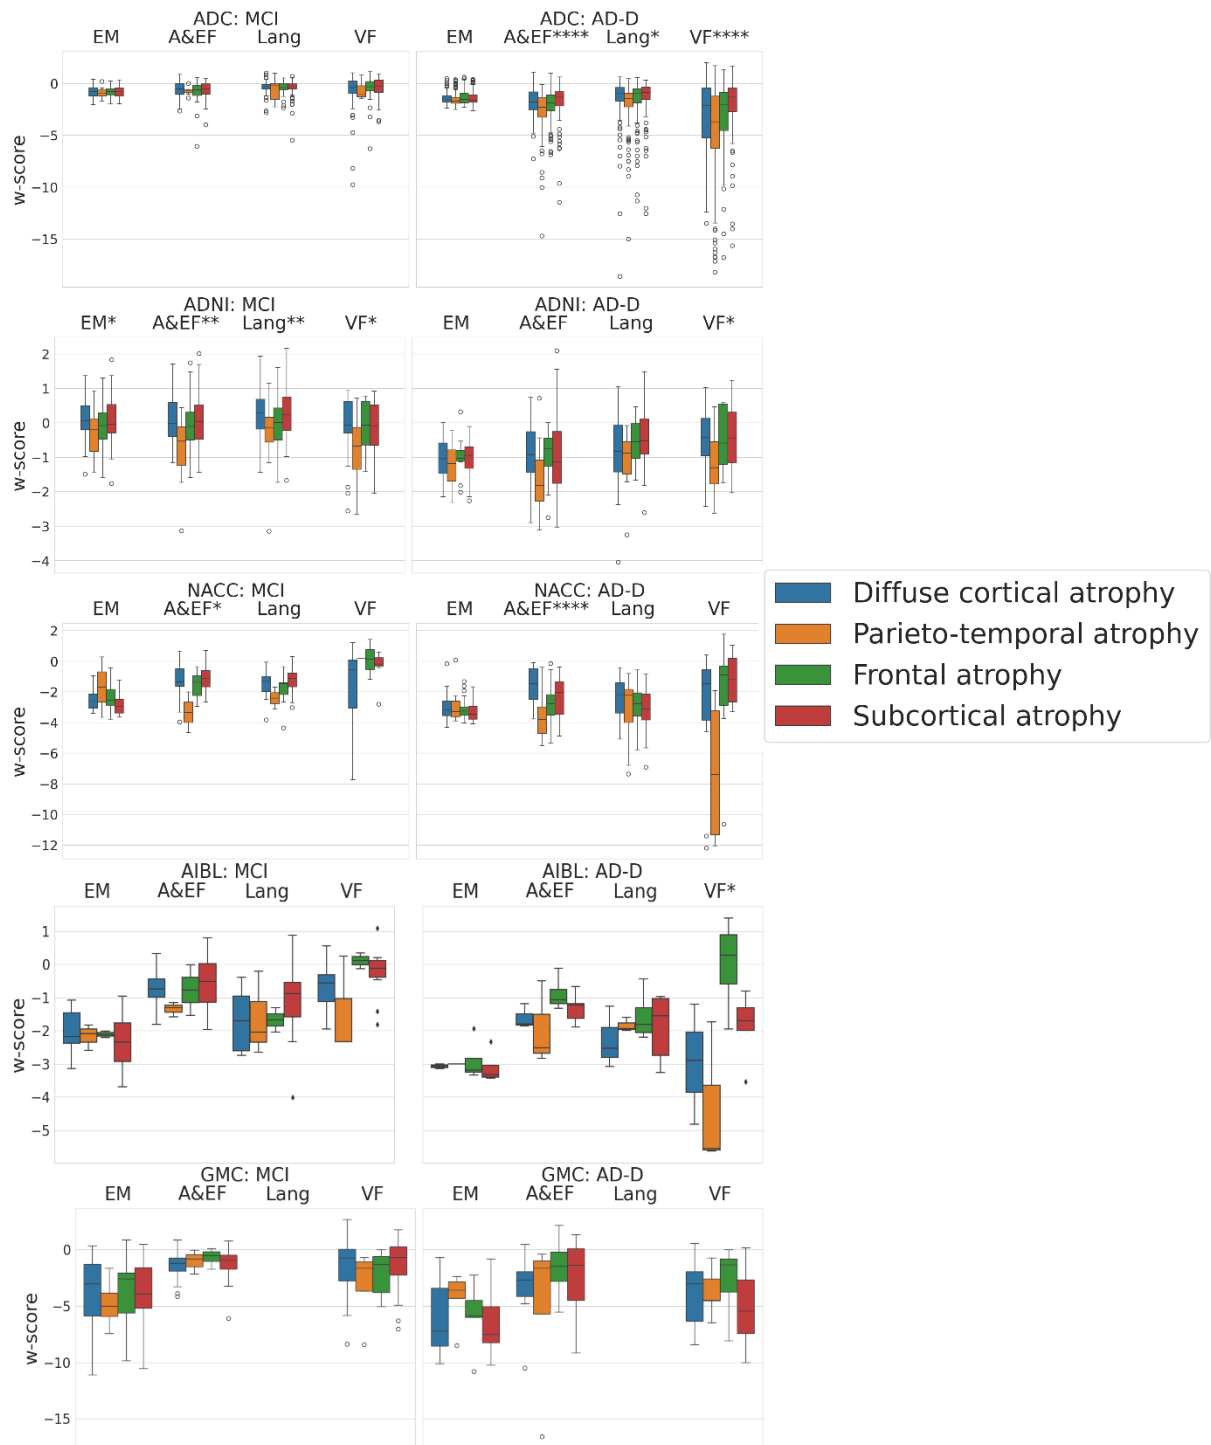 ADC: MCI
EM A&EF Lang VF
ADC: AD-D
EM A&EF**** Lang* VF****
w-score
0
−5
−10
−15
ADNI: MCI
EM* A&EF** Lang** VF*
ADNI: AD-D
EM A&EF Lang VF*
w-score
2
1
0
−1
−2
−3
−4
NACC: MCI
EM A&EF* Lang VF
NACC: AD-D
EM A&EF**** Lang VF
w-score
2
0
−2
−4
−6
−8
−10
−12
Diffuse cortical atrophy
Parieto-temporal atrophy
Frontal atrophy
Subcortical atrophy
AIBL: MCI
EM A&EF Lang VF
AIBL: AD-D
EM A&EF Lang VF*
w-score
1
0
−1
−2
−3
−4
−5
GMC: MCI
EM A&EF Lang VF
GMC: AD-D
EM A&EF Lang VF
w-score
0
−5
−10
−15